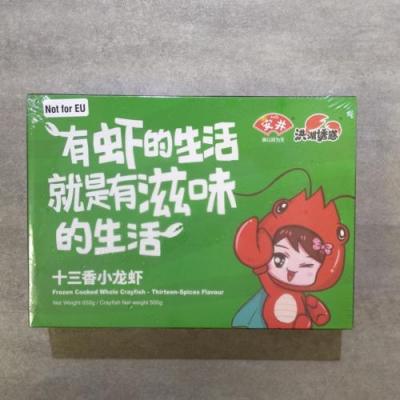 Not for EU
安井
洪湖诱惑
有虾的生活
就是有滋味
的生活
十三香小龙虾
Frozen Cooked Whole Crayfish - Thirteen-Spices Flavour
Net Weight 650g / Crayfish Net weight 500g